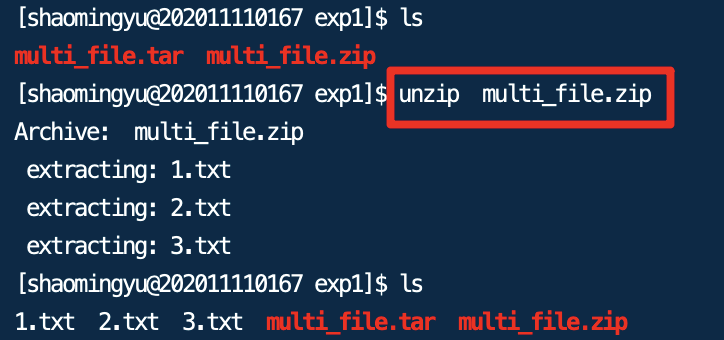 [shaomingyu@202011110167 exp1]$ ls
multi_file.tar  multi_file.zip
[shaomingyu@202011110167 exp1]$ unzip  multi_file.zip
Archive:  multi_file.zip
 extracting: 1.txt
 extracting: 2.txt
 extracting: 3.txt
[shaomingyu@202011110167 exp1]$ ls
1.txt  2.txt  3.txt  multi_file.tar  multi_file.zip